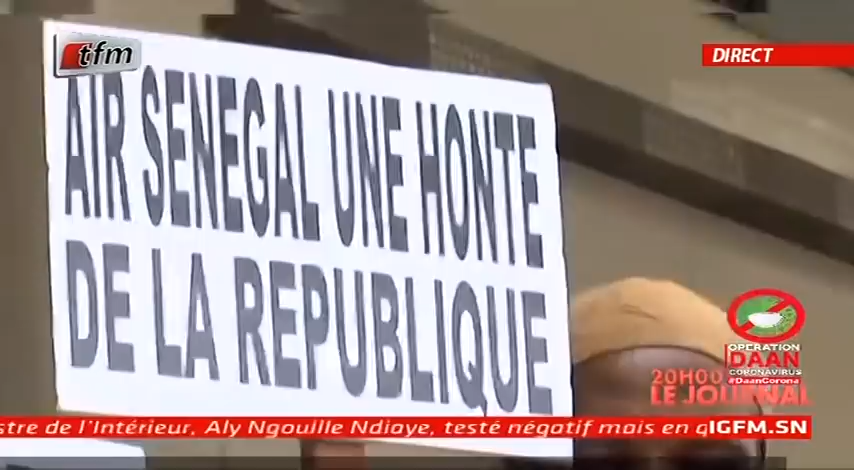 tfm
DIRECT
AIR SENEGAL UNE HONTE
DE LA REPUBLIQUE
OPERATION
DAAN
CORONAVIRUS
#DaanCorona
20H00
LE JOURNAL
stre de l'Intérieur, Aly Ngouille Ndiaye, testé négatif mais en q
IGFM.SN